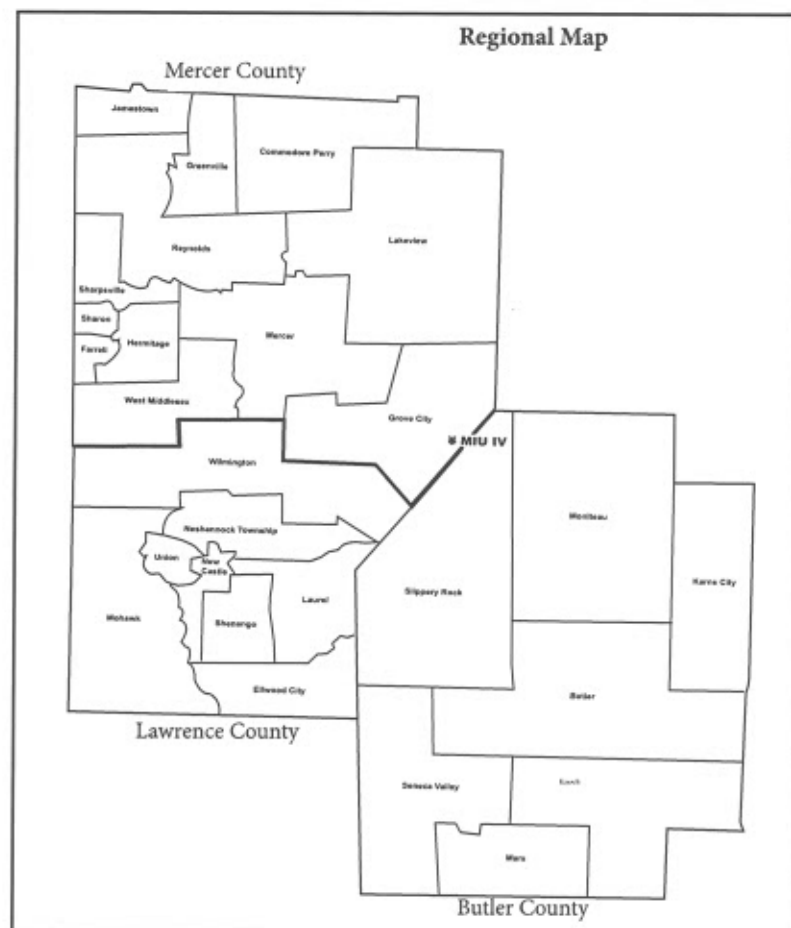 Regional Map
Mercer County
Jamestown
Greenville
Commodore Perry
Reynolds
Lakeview
Sharpsville
Sharon
Farrell
Hermitage
Mercer
West Middlesex
Grove City
MIU IV
Wilmington
Neshannock Township
Union
New
Castle
Laurel
Shenango
Mohawk
Ellwood City
Lawrence County
Slippery Rock
Moniteau
Karns City
Butler
Seneca Valley
Mars
Butler County